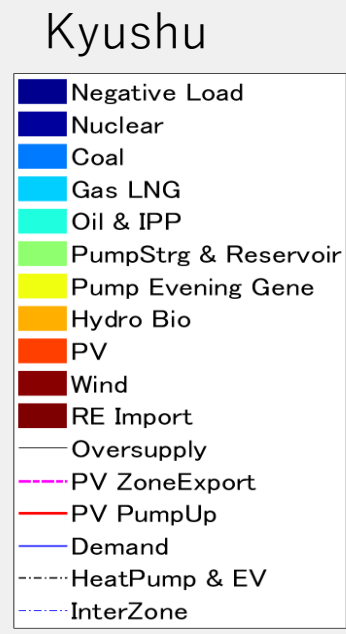 Kyushu
Negative Load
Nuclear
Coal
Gas LNG
Oil & IPP
PumpStrg & Reservoir
Pump Evening Gene
Hydro Bio
PV
Wind
RE Import
Oversupply
PV ZoneExport
PV PumpUp
Demand
HeatPump & EV
InterZone